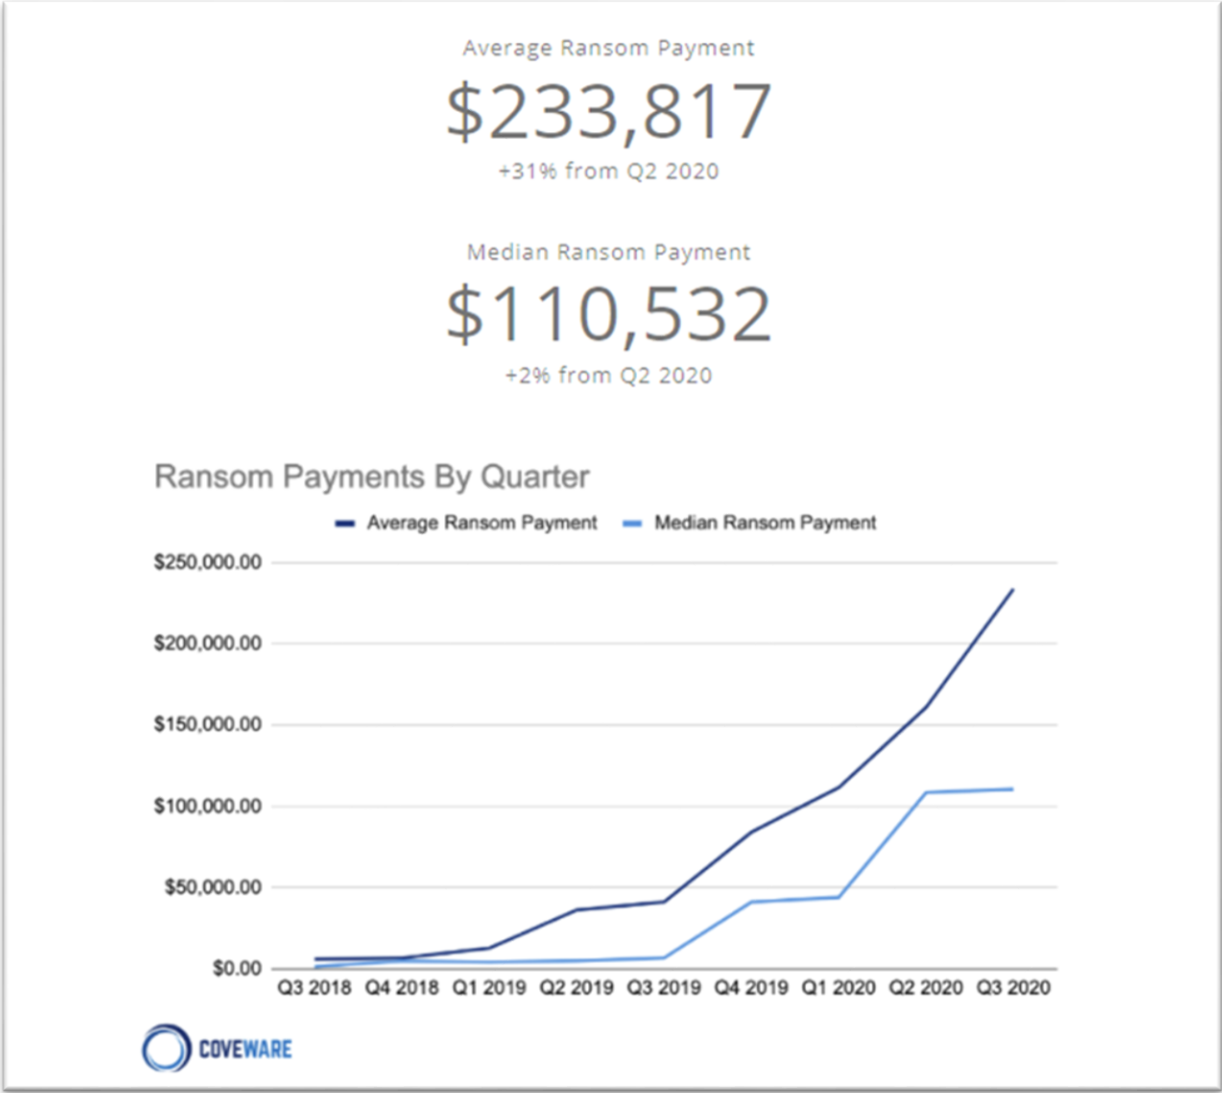 Average Ransom Payment
$233,817
+31% from Q2 2020
Median Ransom Payment
$110,532
+2% from Q2 2020
Ransom Payments By Quarter
Average Ransom Payment Median Ransom Payment
$250,000.00
$200,000.00
$150,000.00
$100,000.00
$50,000.00
$0.00
Q3 2018 Q4 2018 Q1 2019 Q2 2019 Q3 2019 Q4 2019 Q1 2020 Q2 2020 Q3 2020
COVEWARE